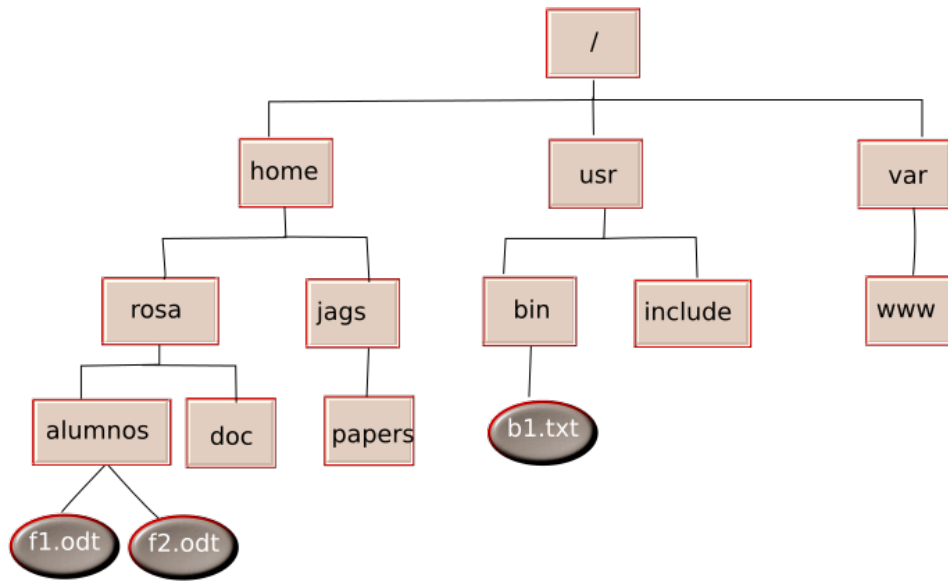 /
home
usr
var
rosa
jags
bin
include
www
alumnos
doc
papers
b1.txt
f1.odt
f2.odt